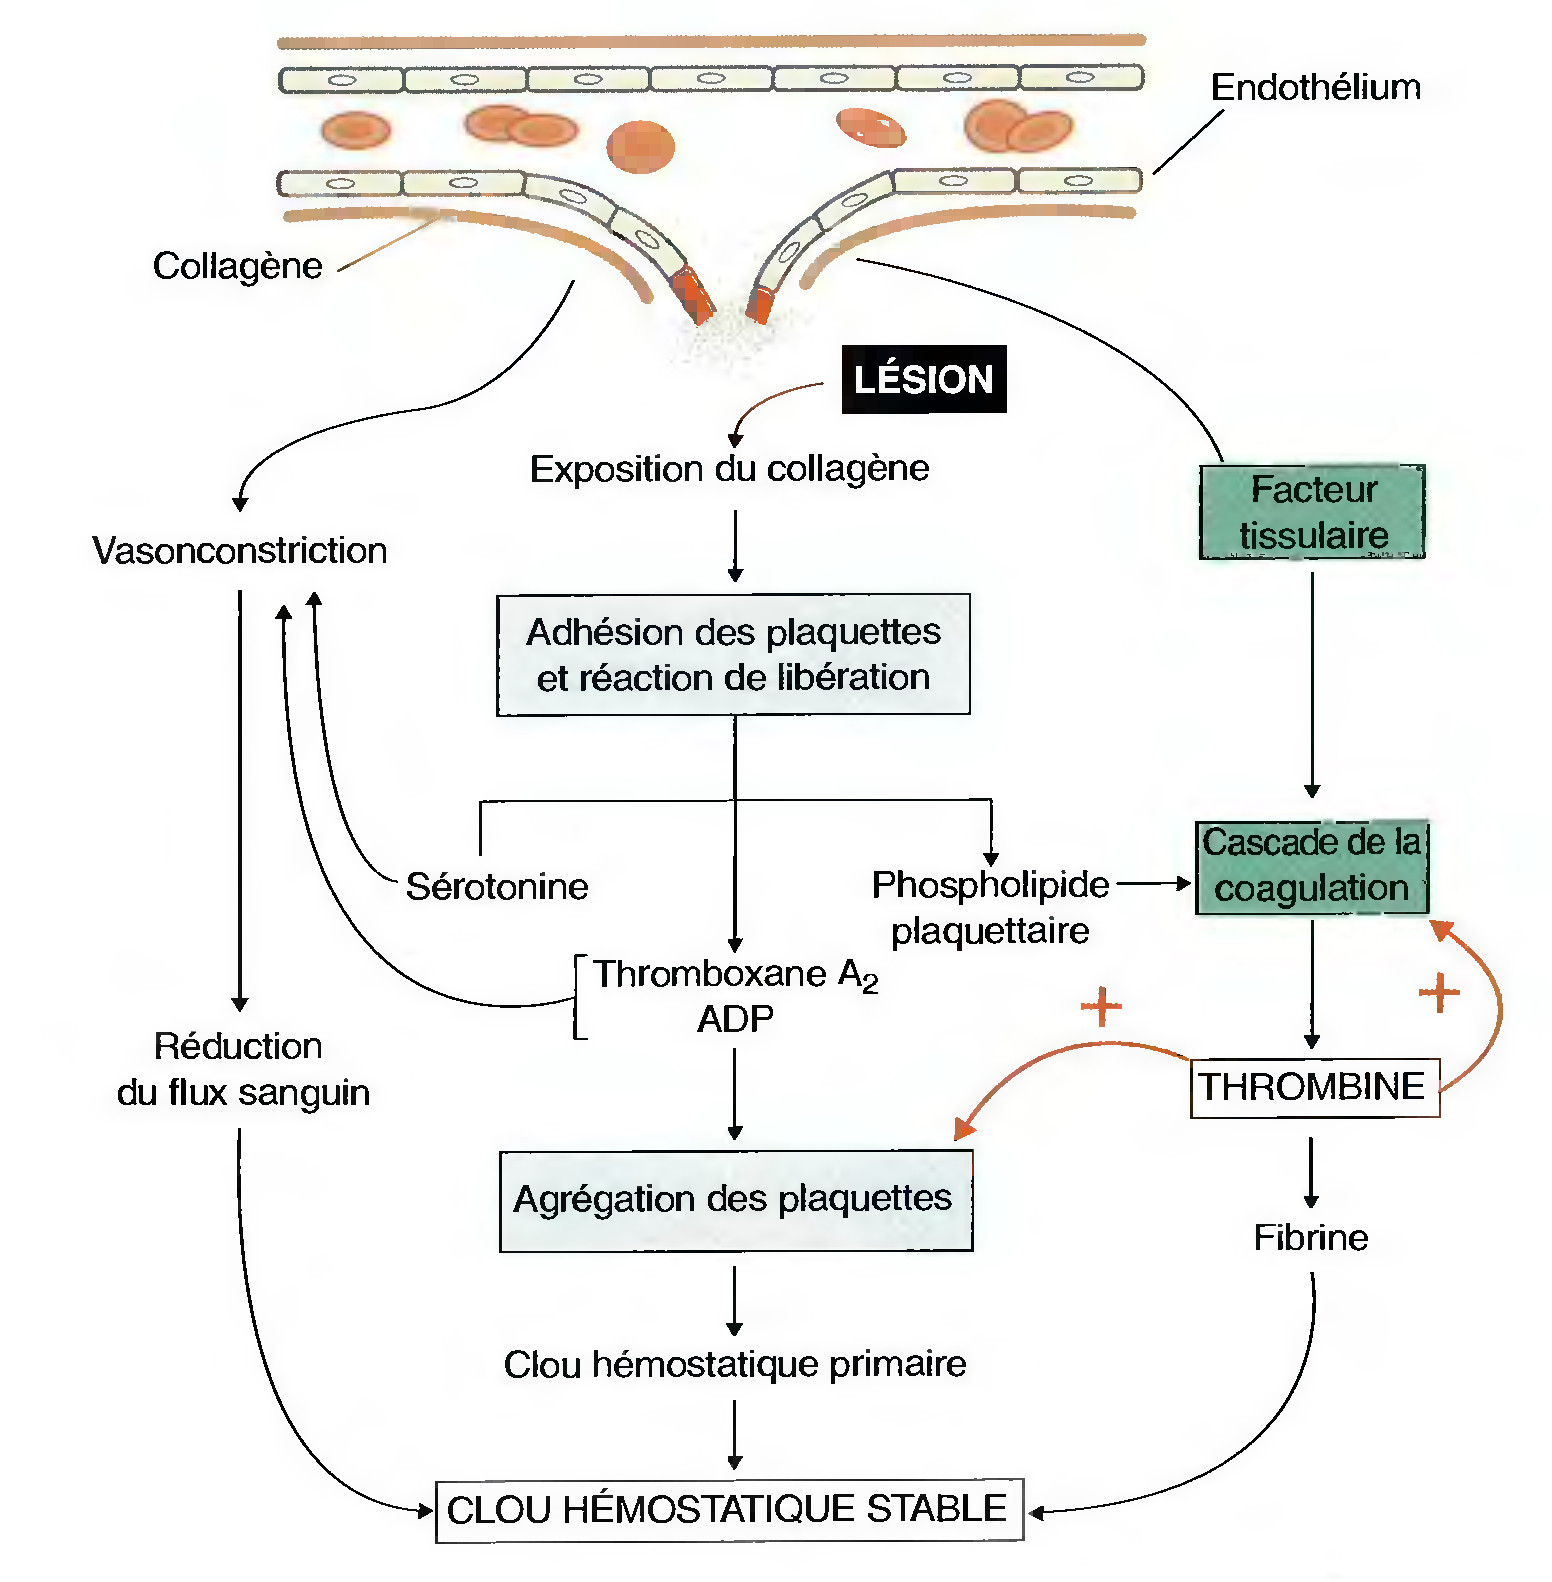 Endothélium
Collagène
LÉSION
Exposition du collagène
Facteur
tissulaire
Vasonconstriction
Adhésion des plaquettes
et réaction de libération
Cascade de la
coagulation
Sérotonine
Phospholipide
plaquettaire
Thromboxane A₂
ADP
+
+
Réduction
du flux sanguin
THROMBINE
Agrégation des plaquettes
Fibrine
Clou hémostatique primaire
CLOU HÉMOSTATIQUE STABLE